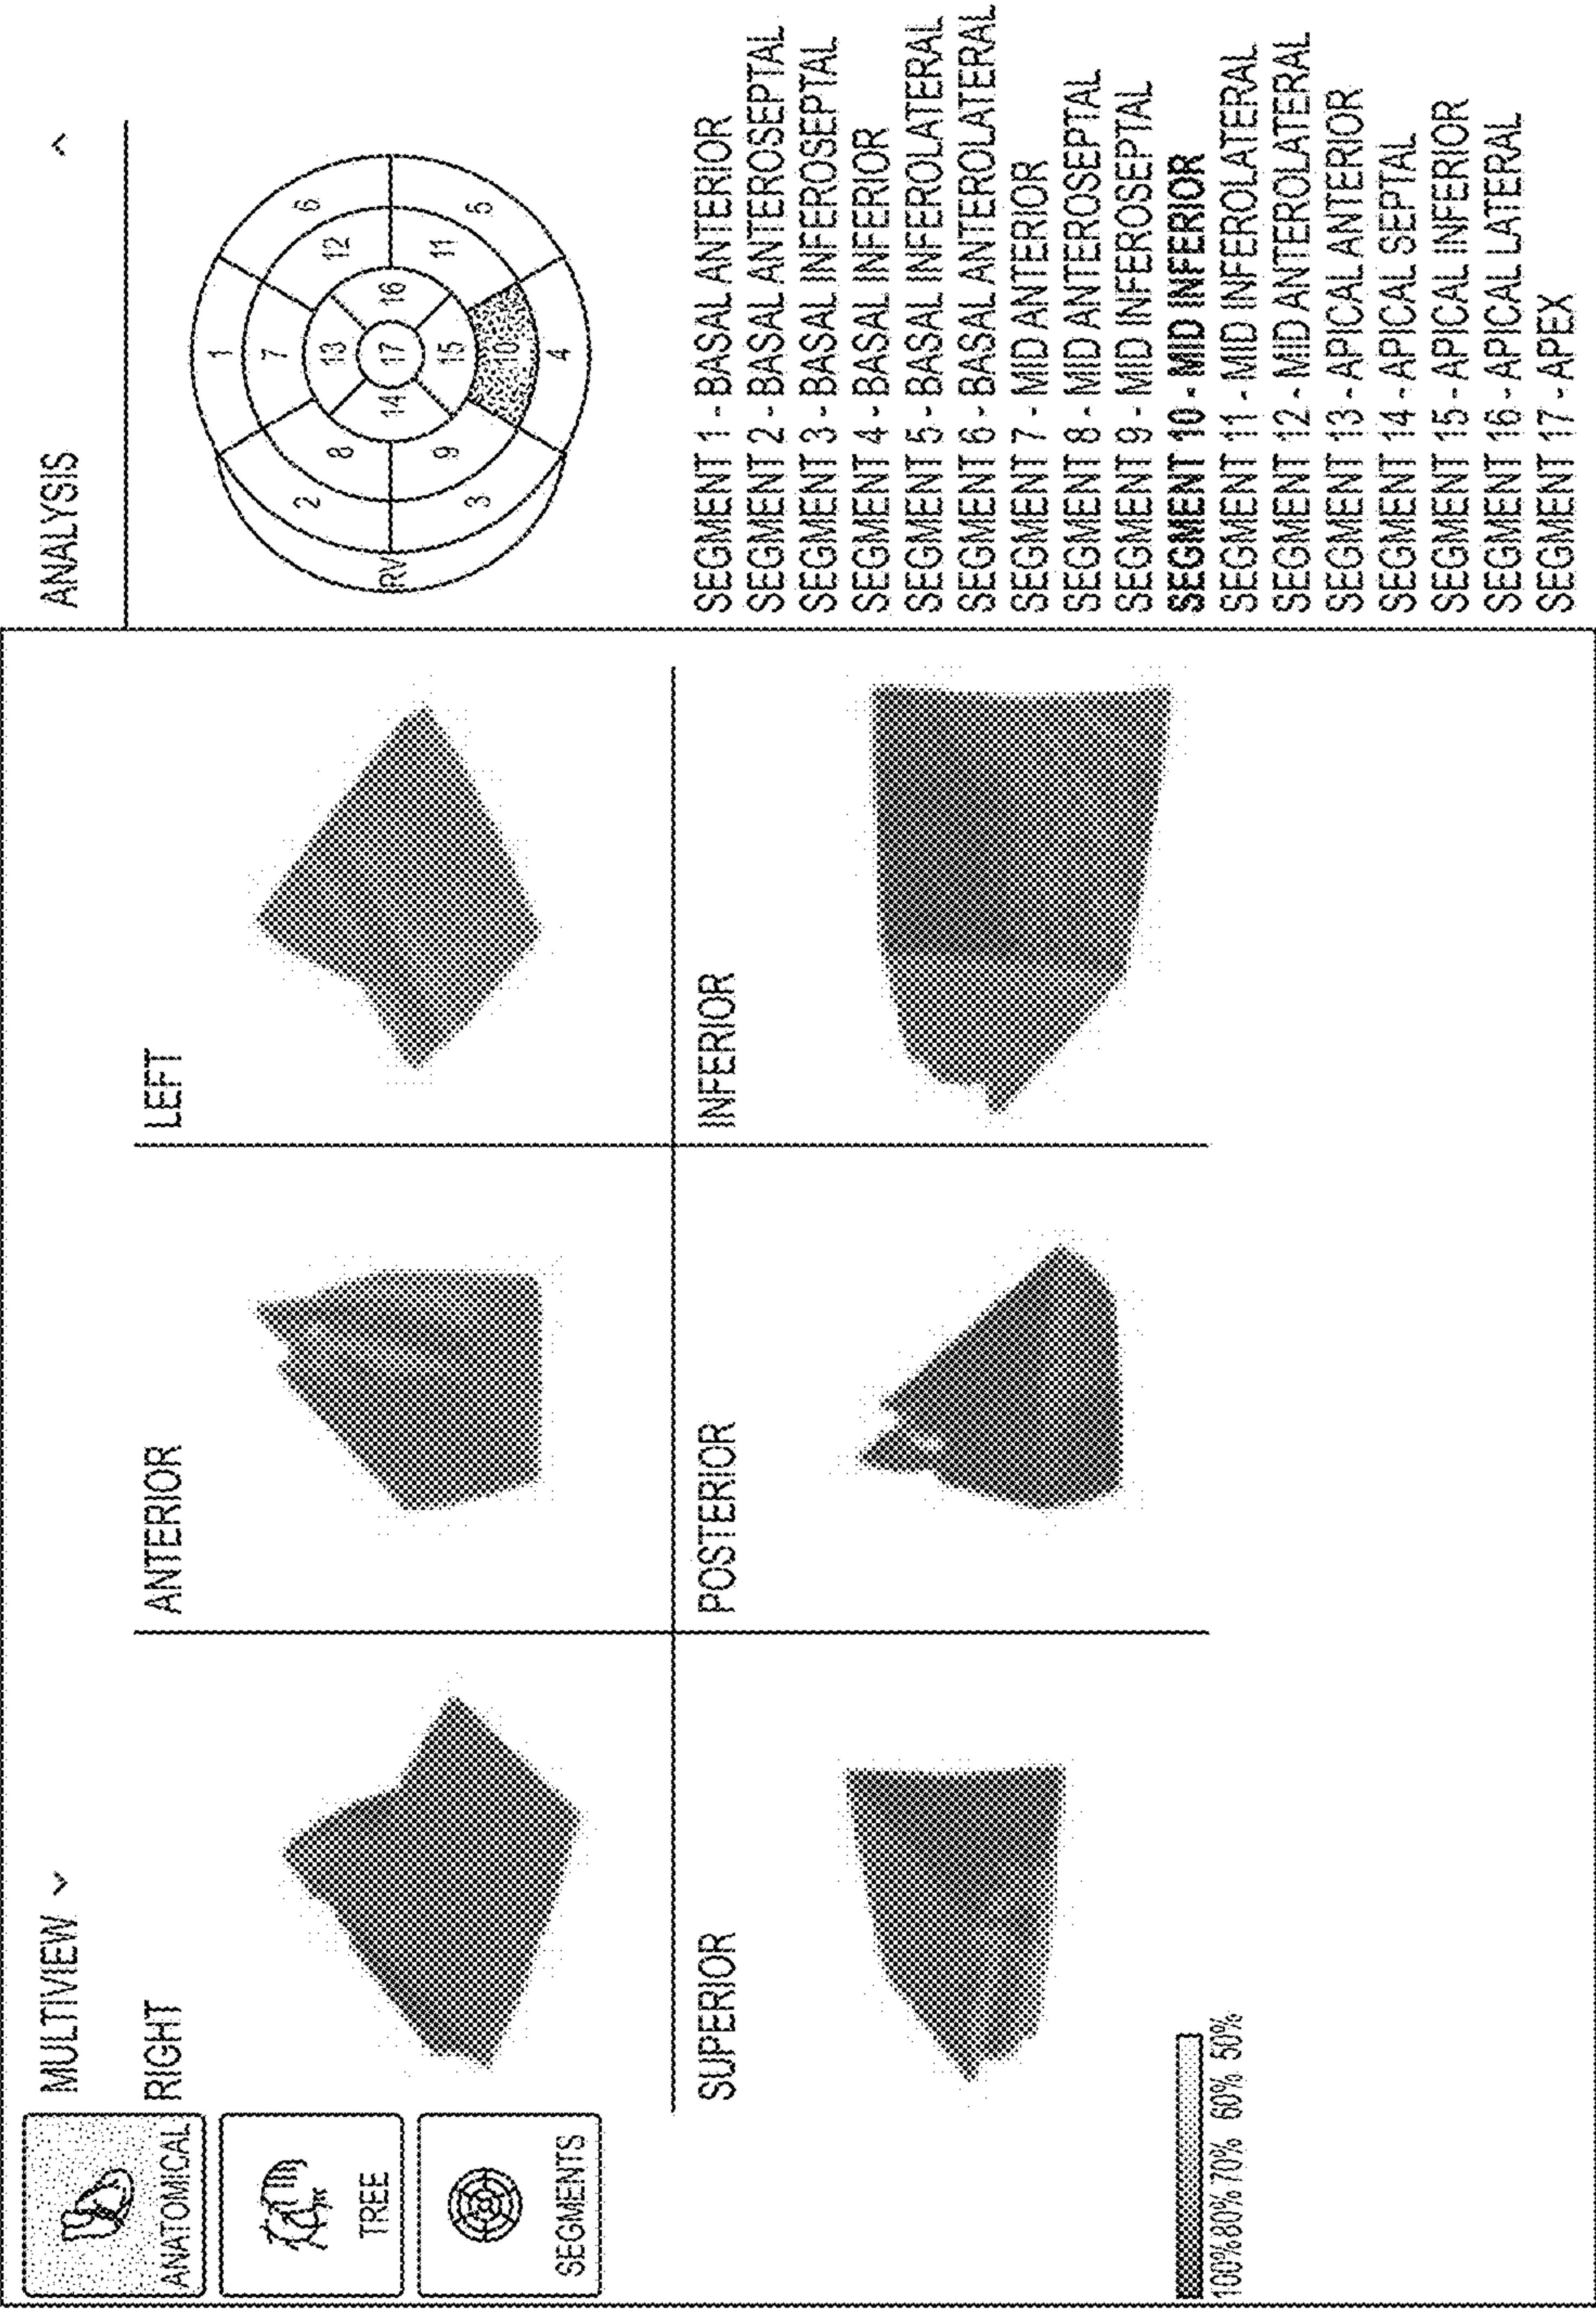 MULTIVIEW ˅
ANATOMICAL
TREE
SEGMENTS
RIGHT
ANTERIOR
LEFT
SUPERIOR
POSTERIOR
INFERIOR
100% 80% 70% 60% 50%
ANALYSIS ^
1
6
2
7
12
8
13
RV
14
17
16
9
15
11
3
10
5
4
SEGMENT 1 - BASAL ANTERIOR
SEGMENT 2 - BASAL ANTEROSEPTAL
SEGMENT 3 - BASAL INFEROSEPTAL
SEGMENT 4 - BASAL INFERIOR
SEGMENT 5 - BASAL INFEROLATERAL
SEGMENT 6 - BASAL ANTEROLATERAL
SEGMENT 7 - MID ANTERIOR
SEGMENT 8 - MID ANTEROSEPTAL
SEGMENT 9 - MID INFEROSEPTAL
SEGMENT 10 - MID INFERIOR
SEGMENT 11 - MID INFEROLATERAL
SEGMENT 12 - MID ANTEROLATERAL
SEGMENT 13 - APICAL ANTERIOR
SEGMENT 14 - APICAL SEPTAL
SEGMENT 15 - APICAL INFERIOR
SEGMENT 16 - APICAL LATERAL
SEGMENT 17 - APEX